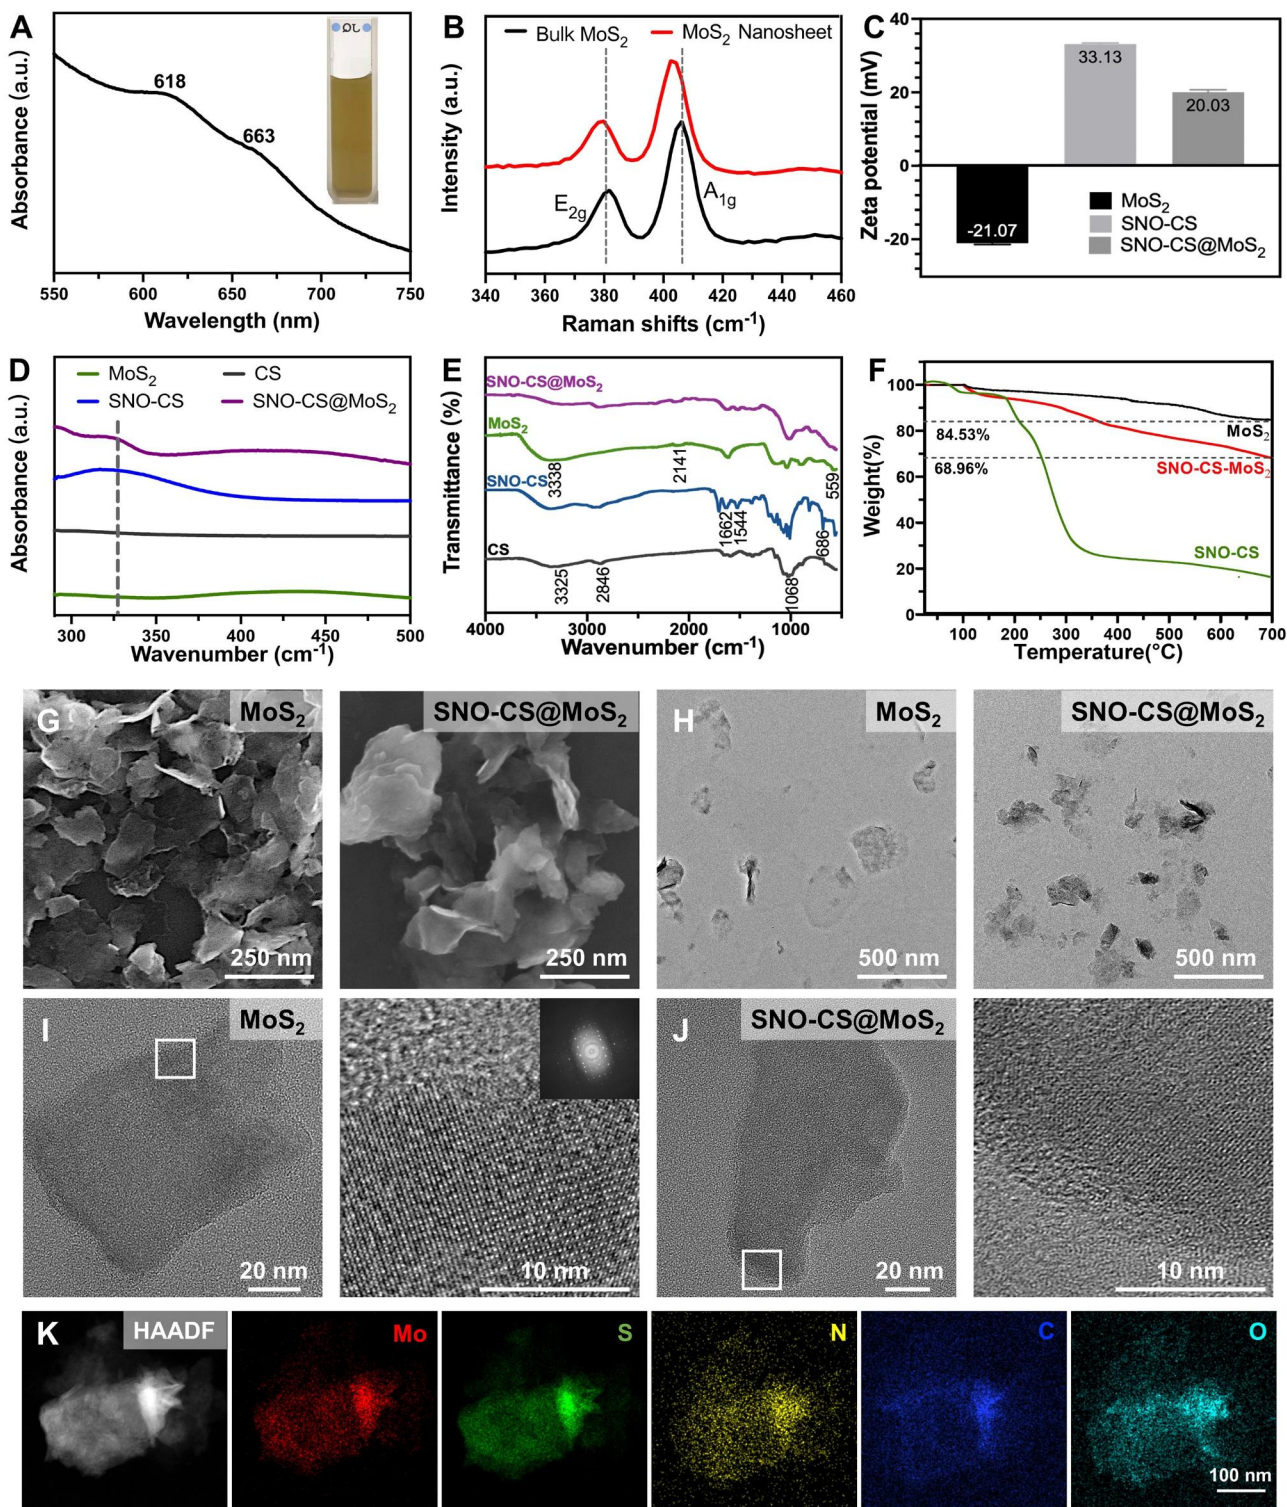 A
QL
618
663
Absorbance (a.u.)
550 600 650 700 750
Wavelength (nm)
B
Bulk MoS₂ MoS₂ Nanosheet
E₂g
A₁g
Intensity (a.u.)
340 360 380 400 420 440 460
Raman shifts (cm⁻¹)
C
40
20
0
-20
Zeta potential (mV)
33.13
20.03
-21.07
MoS₂
SNO-CS
SNO-CS@MoS₂
D
MoS₂ CS
SNO-CS SNO-CS@MoS₂
Absorbance (a.u.)
300 350 400 450 500
Wavenumber (cm⁻¹)
E
SNO-CS@MoS₂
MoS₂
3338
2141
559
SNO-CS
1662
1544
686
CS
3325
2846
1068
Transmittance (%)
4000 3000 2000 1000
Wavenumber (cm⁻¹)
F
100
80
60
40
20
0
Weight(%)
84.53%
68.96%
MoS₂
SNO-CS-MoS₂
SNO-CS
100 200 300 400 500 600 700
Temperature(°C)
G
MoS₂
250 nm
SNO-CS@MoS₂
250 nm
H
MoS₂
500 nm
SNO-CS@MoS₂
500 nm
I
MoS₂
20 nm
10 nm
J
SNO-CS@MoS₂
20 nm
10 nm
K
HAADF
Mo
S
N
C
O
100 nm